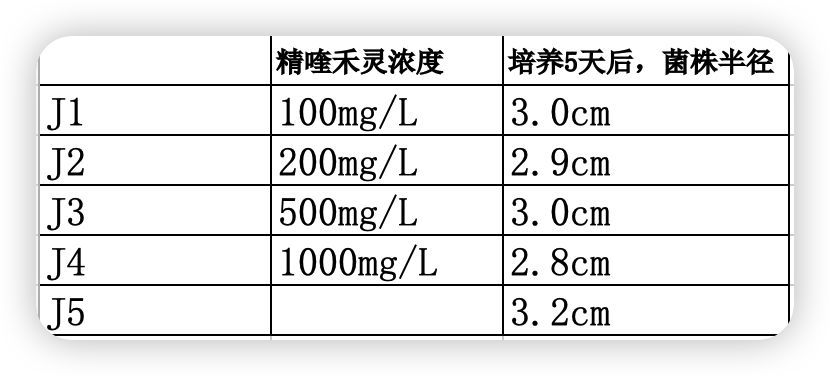 精喹禾灵浓度 培养5天后，菌株半径
J1 100mg/L 3.0cm
J2 200mg/L 2.9cm
J3 500mg/L 3.0cm
J4 1000mg/L 2.8cm
J5 3.2cm